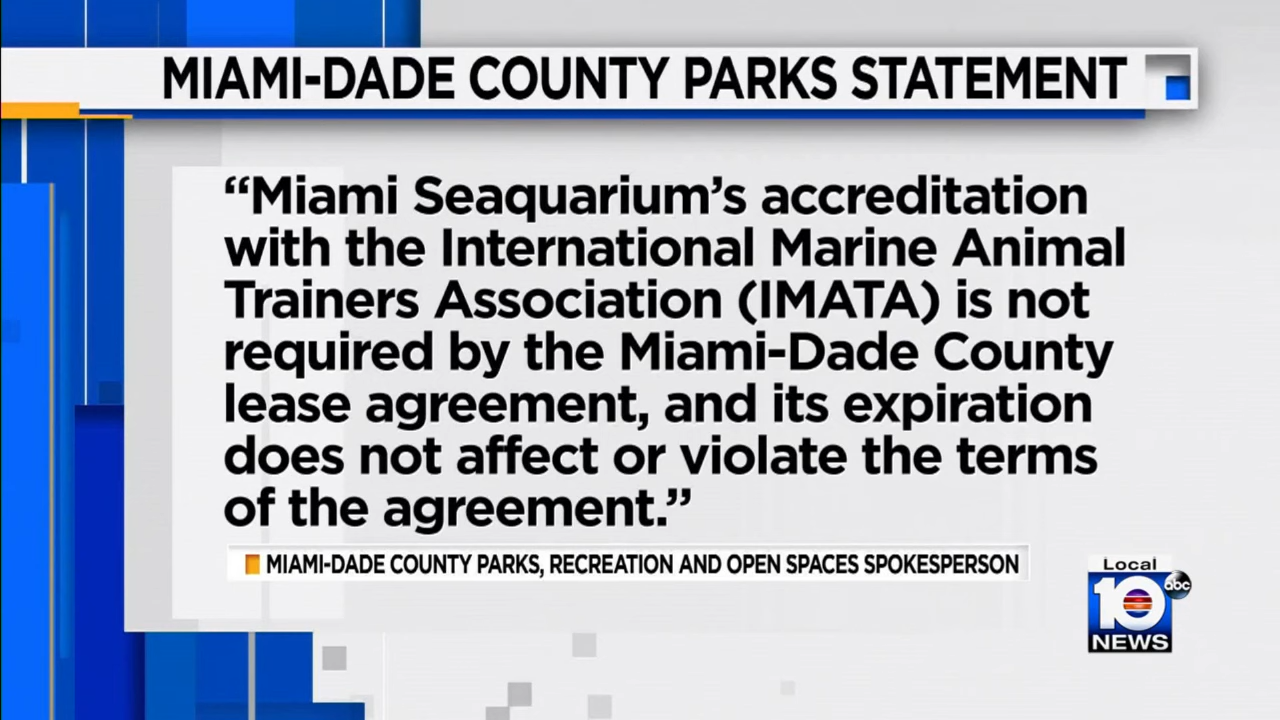 MIAMI-DADE COUNTY PARKS STATEMENT
“Miami Seaquarium’s accreditation
with the International Marine Animal
Trainers Association (IMATA) is not
required by the Miami-Dade County
lease agreement, and its expiration
does not affect or violate the terms
of the agreement.”
MIAMI-DADE COUNTY PARKS, RECREATION AND OPEN SPACES SPOKESPERSON
Local
10 abc
NEWS